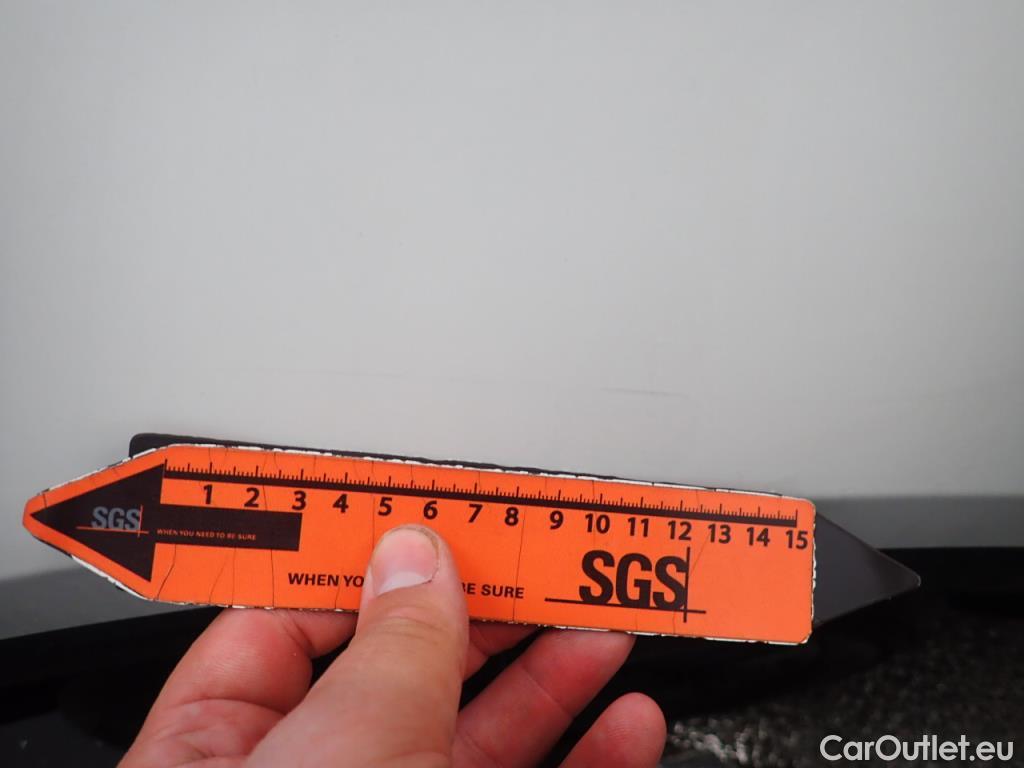 1 2 3 4 5 6 7 8 9 10 11 12 13 14 15
SGS WHEN YOU NEED TO BE SURE
WHEN YO BE SURE SGS
CarOutlet.eu